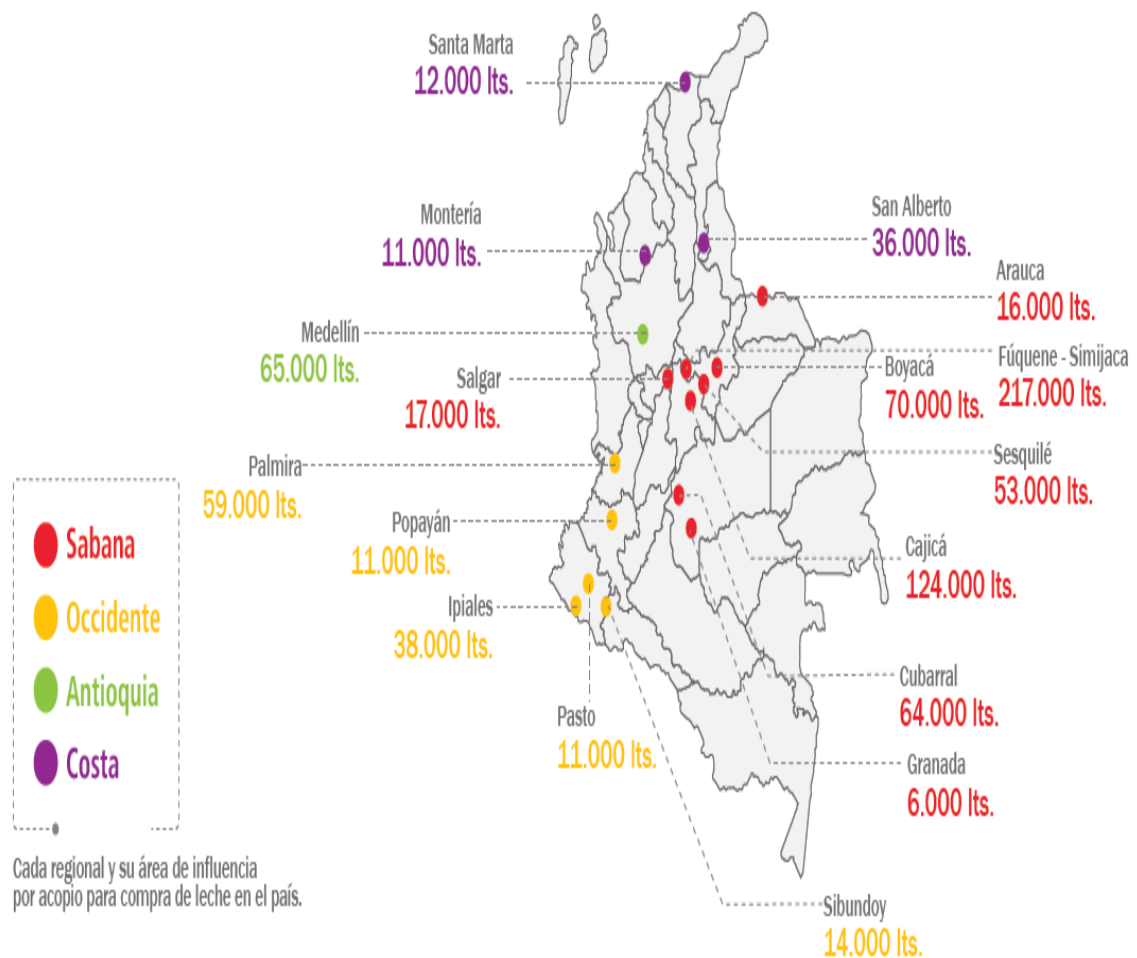 Santa Marta
12.000 lts.
Montería
11.000 lts.
San Alberto
36.000 lts.
Arauca
16.000 lts.
Medellín
65.000 lts.
Salgar
17.000 lts.
Boyacá
70.000 lts.
Fúquene - Simijaca
217.000 lts.
Palmira
59.000 lts.
Sesquilé
53.000 lts.
Popayán
11.000 lts.
Cajicá
124.000 lts.
Ipiales
38.000 lts.
Pasto
11.000 lts.
Cubarral
64.000 lts.
Granada
6.000 lts.
Sibundoy
14.000 lts.
Sabana
Occidente
Antioquia
Costa
Cada regional y su área de influencia
por acopio para compra de leche en el país.